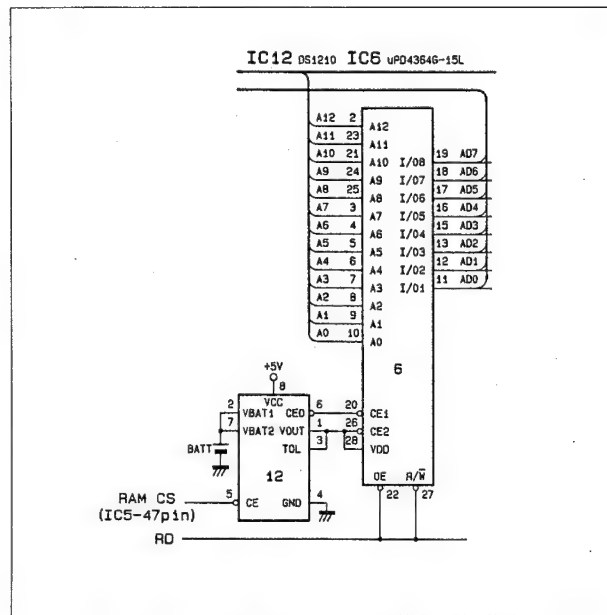 IC12 DS1210 IC6 uPD4364G-15L
A12 2 A12
A11 23 A11
A10 21 A10 I/O8 19 AD7
A9 24 A9 I/O7 18 AD6
A8 25 A8 I/O6 17 AD5
A7 3 A7 I/O5 16 AD4
A6 4 A6 I/O4 15 AD3
A5 5 A5 I/O3 13 AD2
A4 6 A4 I/O2 12 AD1
A3 7 A3 I/O1 11 AD0
A2 8 A2
A1 9 A1
A0 10 A0
6
+5V
8
VCC
2 VBAT1 CEO 6 20 CE1
7 VBAT2 VOUT 1 26 CE2
BATT TOL 3 28 VDD
12
OE R/W
22 27
RAM CS 5 CE GND 4
(IC5-47pin)
RD